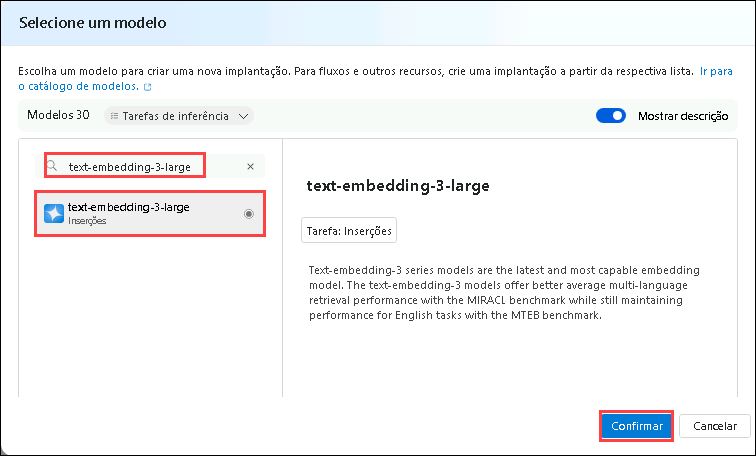 Selecione um modelo
Escolha um modelo para criar uma nova implantação. Para fluxos e outros recursos, crie uma implantação a partir da respectiva lista. Ir para
o catálogo de modelos.
Modelos 30 Tarefas de inferência Mostrar descrição
text-embedding-3-large
text-embedding-3-large
Inserções
text-embedding-3-large
Tarefa: Inserções
Text-embedding-3 series models are the latest and most capable embedding
model. The text-embedding-3 models offer better average multi-language
retrieval performance with the MIRACL benchmark while still maintaining
performance for English tasks with the MTEB benchmark.
Confirmar Cancelar